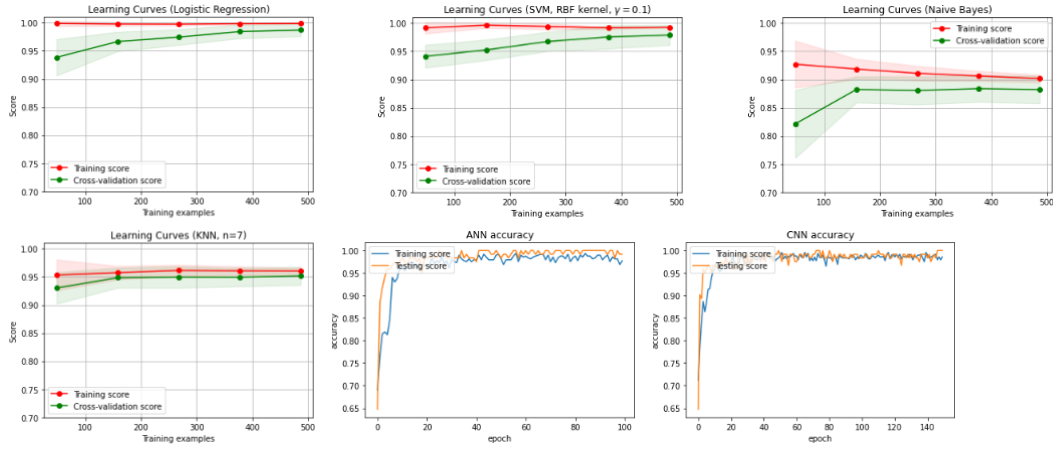 Learning Curves (Logistic Regression)
1.00
0.95
0.90
0.85
0.80
0.75
0.70
Score
Training score
Cross-validation score
100 200 300 400 500
Training examples
Learning Curves (SVM, RBF kernel, γ = 0.1)
1.00
0.95
0.90
0.85
0.80
0.75
0.70
Score
Training score
Cross-validation score
100 200 300 400 500
Training examples
Learning Curves (Naive Bayes)
1.00
0.95
0.90
0.85
0.80
0.75
0.70
Score
Training score
Cross-validation score
100 200 300 400 500
Training examples
Learning Curves (KNN, n=7)
1.00
0.95
0.90
0.85
0.80
0.75
0.70
Score
Training score
Cross-validation score
100 200 300 400 500
Training examples
ANN accuracy
1.00
0.95
0.90
0.85
0.80
0.75
0.70
0.65
accuracy
Training score
Testing score
0 20 40 60 80 100
epoch
CNN accuracy
1.00
0.95
0.90
0.85
0.80
0.75
0.70
0.65
accuracy
Training score
Testing score
0 20 40 60 80 100 120 140
epoch